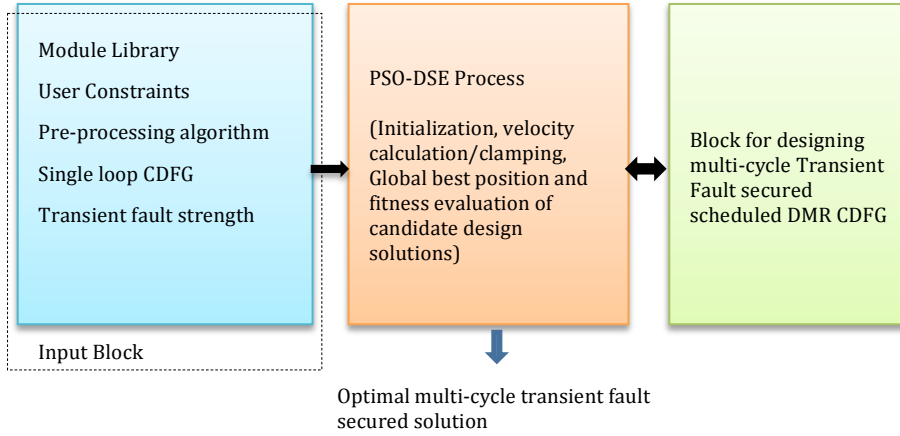 Module Library
User Constraints
Pre-processing algorithm
Single loop CDFG
Transient fault strength
Input Block
PSO-DSE Process
(Initialization, velocity
calculation/clamping,
Global best position and
fitness evaluation of
candidate design
solutions)
Block for designing
multi-cycle Transient
Fault secured
scheduled DMR CDFG
Optimal multi-cycle transient fault
secured solution